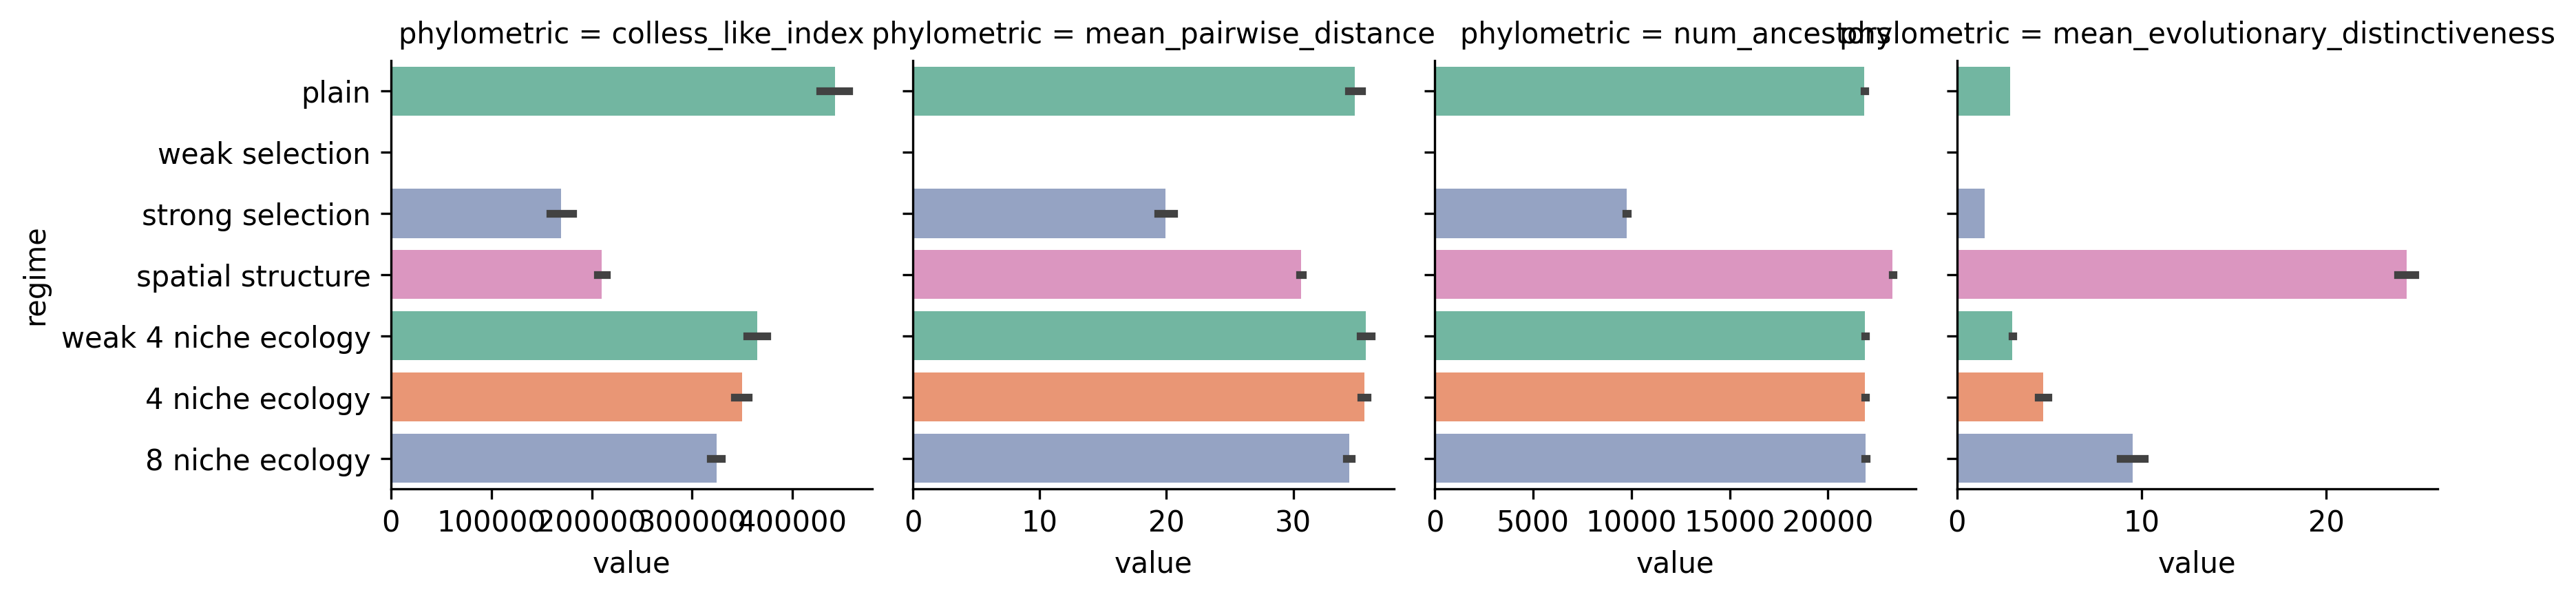 phylometric = colless_like_index
phylometric = mean_pairwise_distance
phylometric = num_ancestors
phylometric = mean_evolutionary_distinctiveness
regime
plain
weak selection
strong selection
spatial structure
weak 4 niche ecology
4 niche ecology
8 niche ecology
0 100000 200000 300000 400000
value
0 10 20 30
value
0 5000 10000 15000 20000
value
0 10 20
value